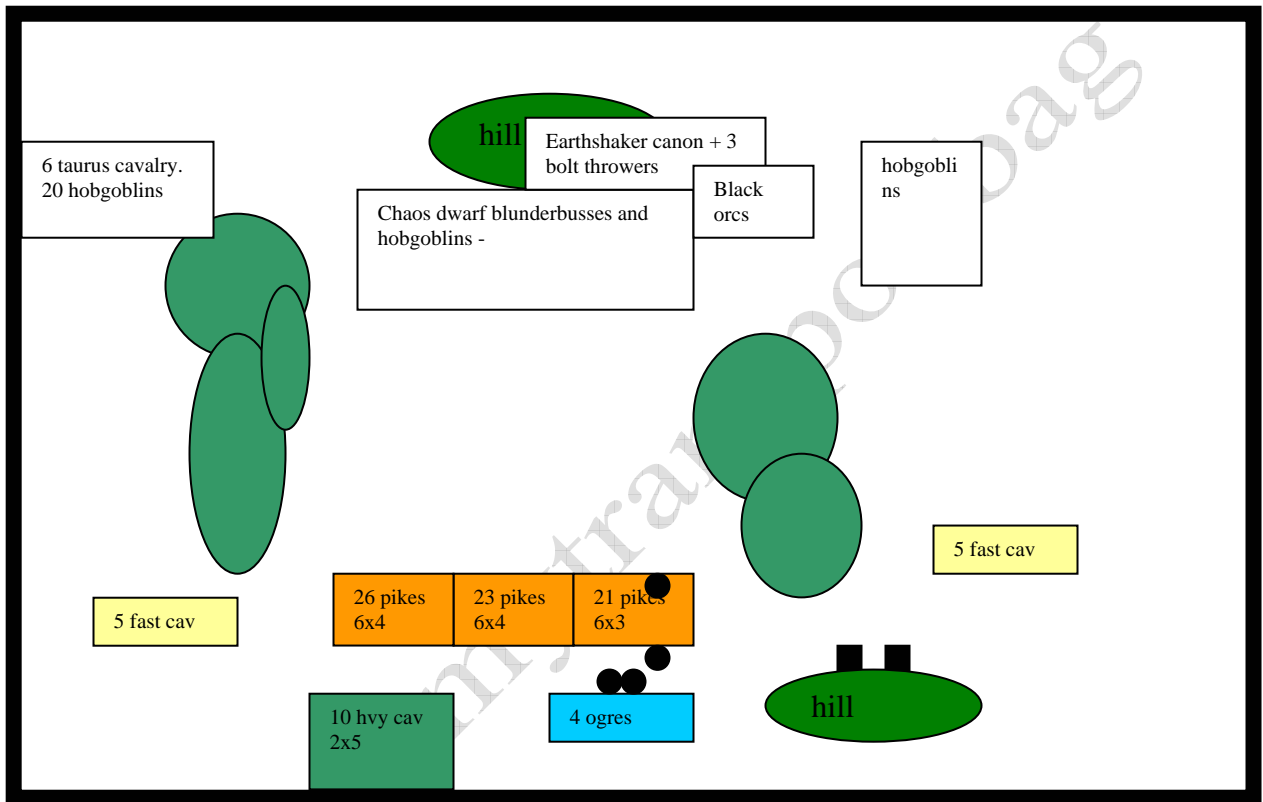 hill
Earthshaker canon + 3
bolt throwers
6 taurus cavalry.
20 hobgoblins
hobgobli
ns
Black
orcs
Chaos dwarf blunderbusses and
hobgoblins -
5 fast cav
26 pikes
6x4
23 pikes
6x4
21 pikes
6x3
5 fast cav
10 hvy cav
2x5
4 ogres
hill